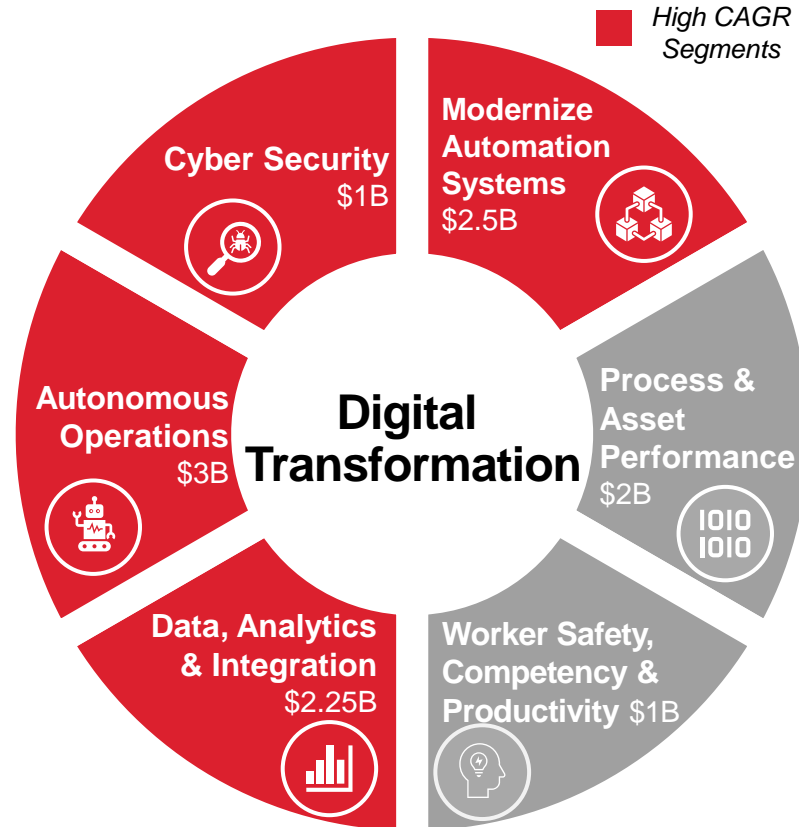 High CAGR
Segments
Modernize
Automation
Systems
$2.5B
Cyber Security
$1B
Process &
Asset
Performance
$2B
1010
1010
Autonomous
Operations
$3B
Digital
Transformation
Data, Analytics
& Integration
$2.25B
Worker Safety,
Competency &
Productivity $1B